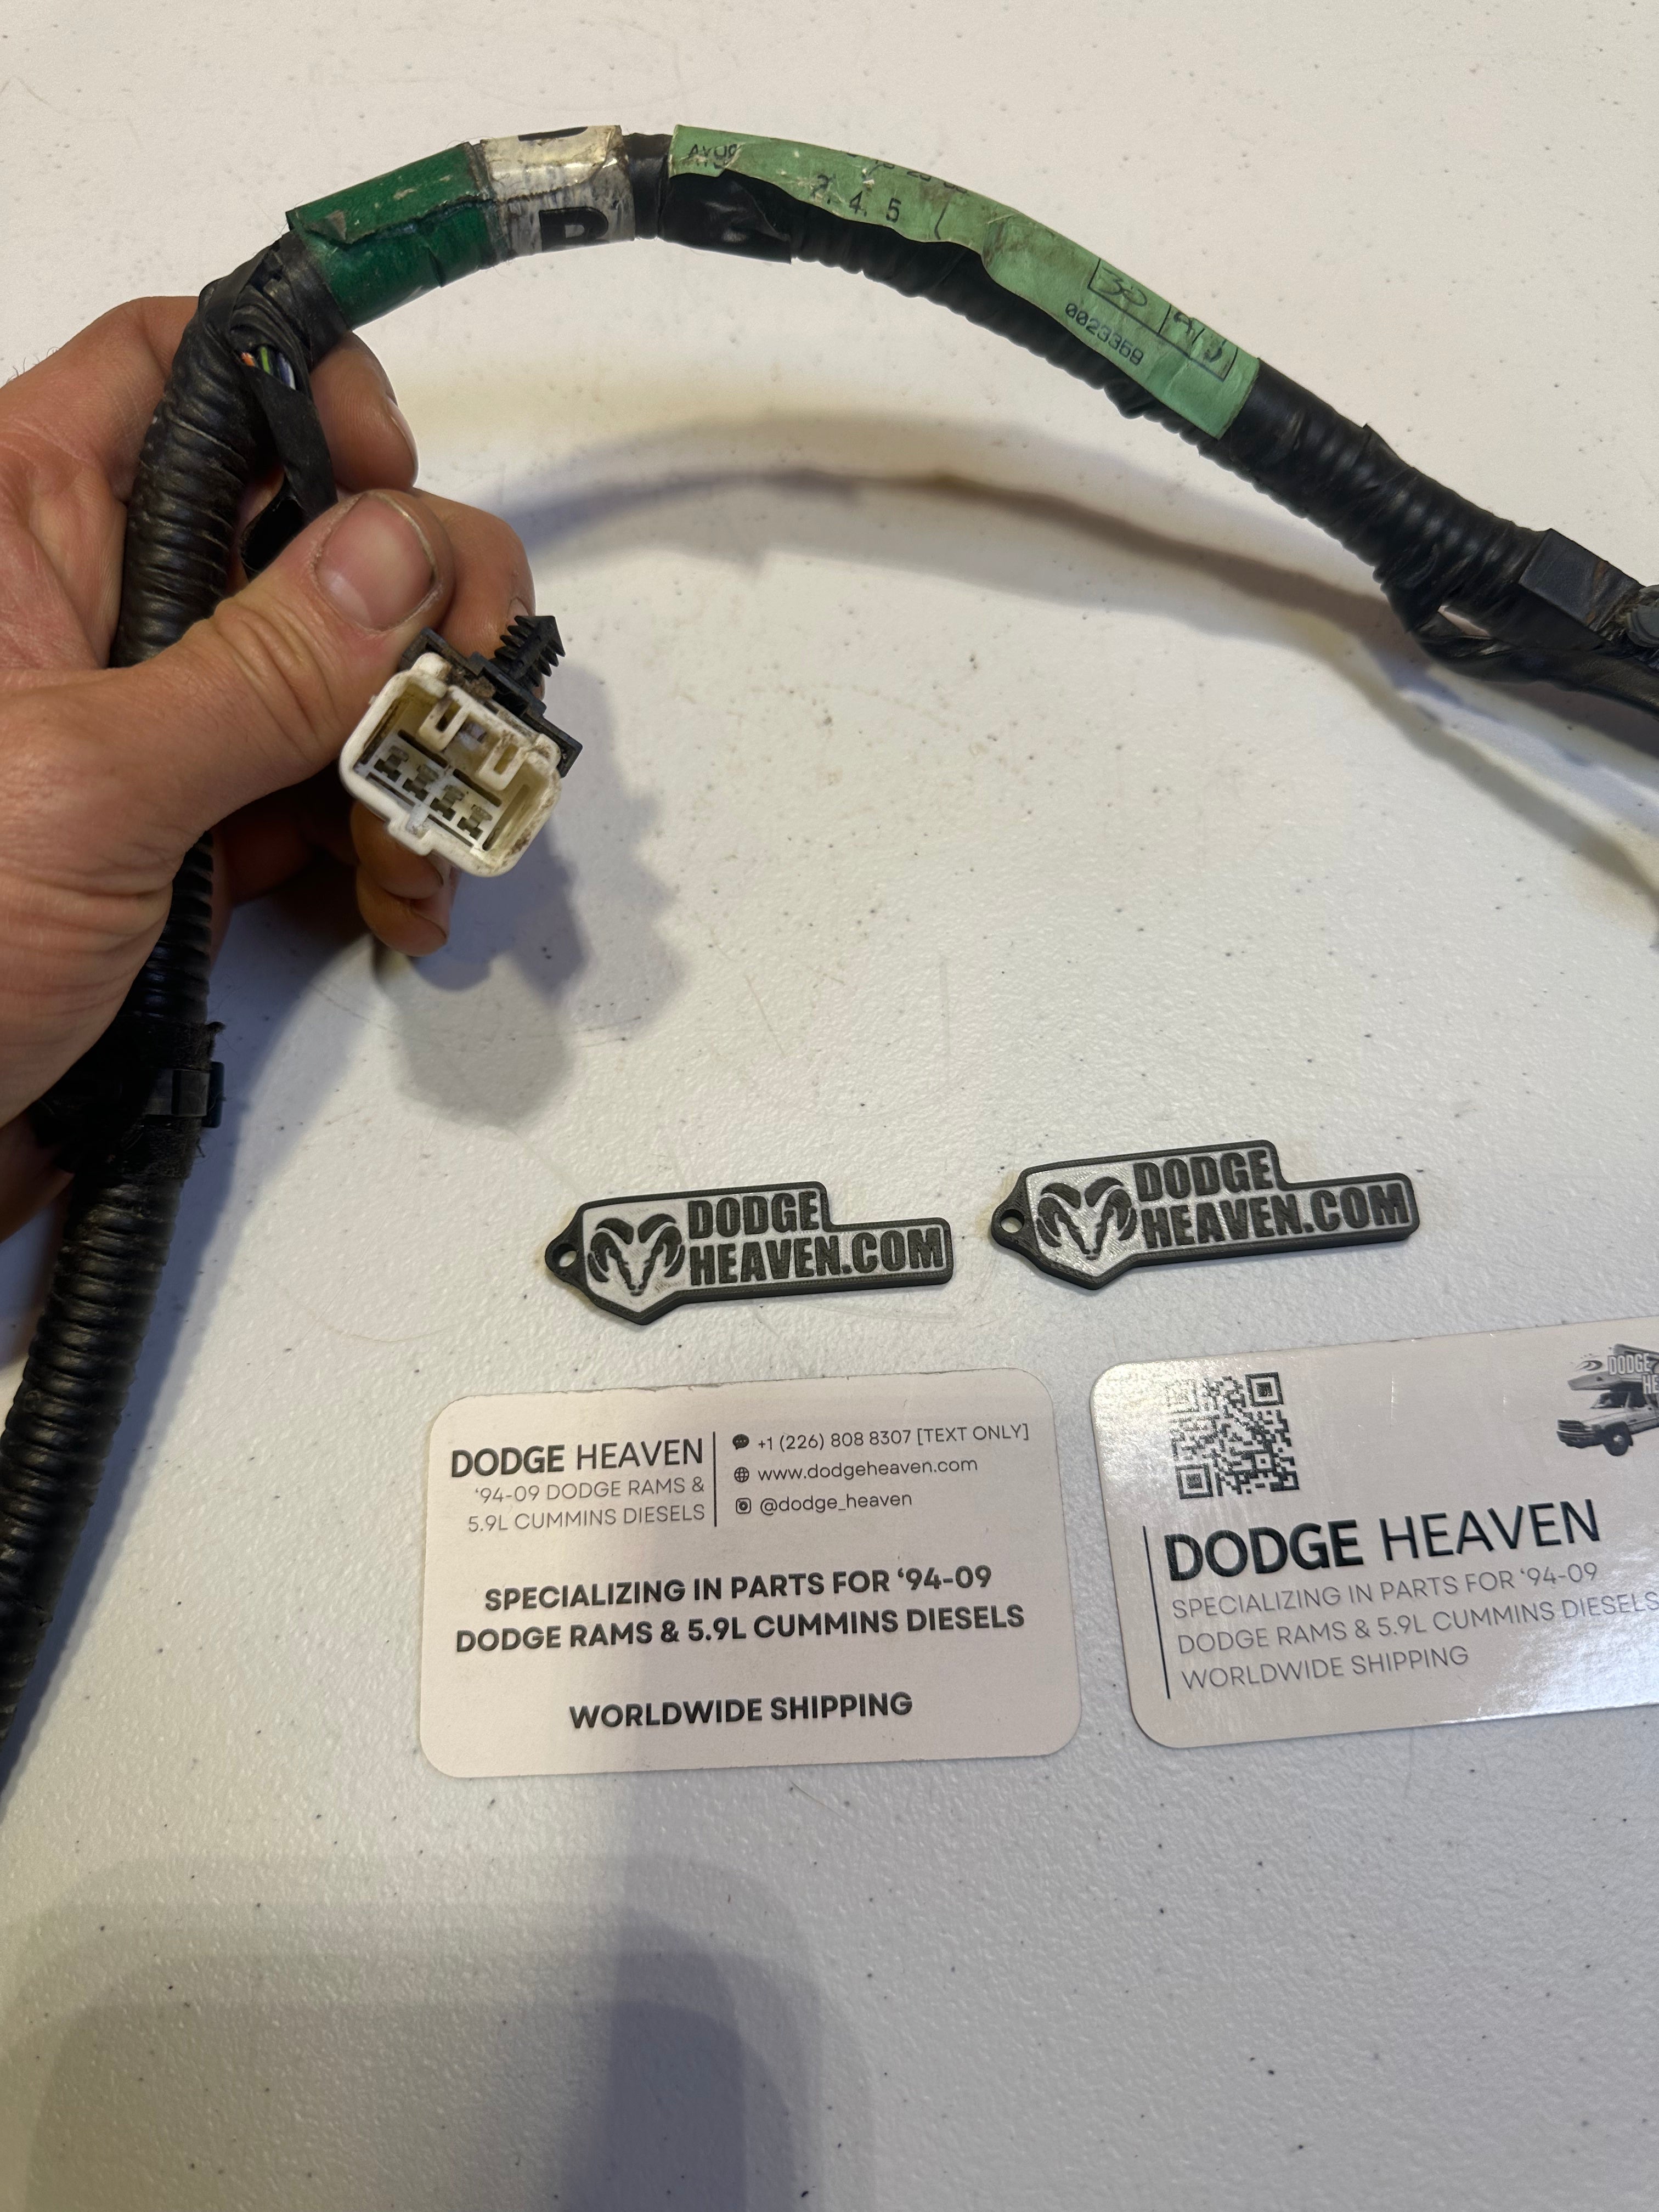 2, 4, 5
0023368
DODGE
HEAVEN.COM
DODGE
HEAVEN.COM
DODGE HEAVEN
‘94-09 DODGE RAMS &
5.9L CUMMINS DIESELS
+1 (226) 808 8307 [TEXT ONLY]
www.dodgeheaven.com
@dodge_heaven
SPECIALIZING IN PARTS FOR ‘94-09
DODGE RAMS & 5.9L CUMMINS DIESELS
WORLDWIDE SHIPPING
DODGE
DODGE HEAVEN
SPECIALIZING IN PARTS FOR ‘94-09
DODGE RAMS & 5.9L CUMMINS DIESELS
WORLDWIDE SHIPPING